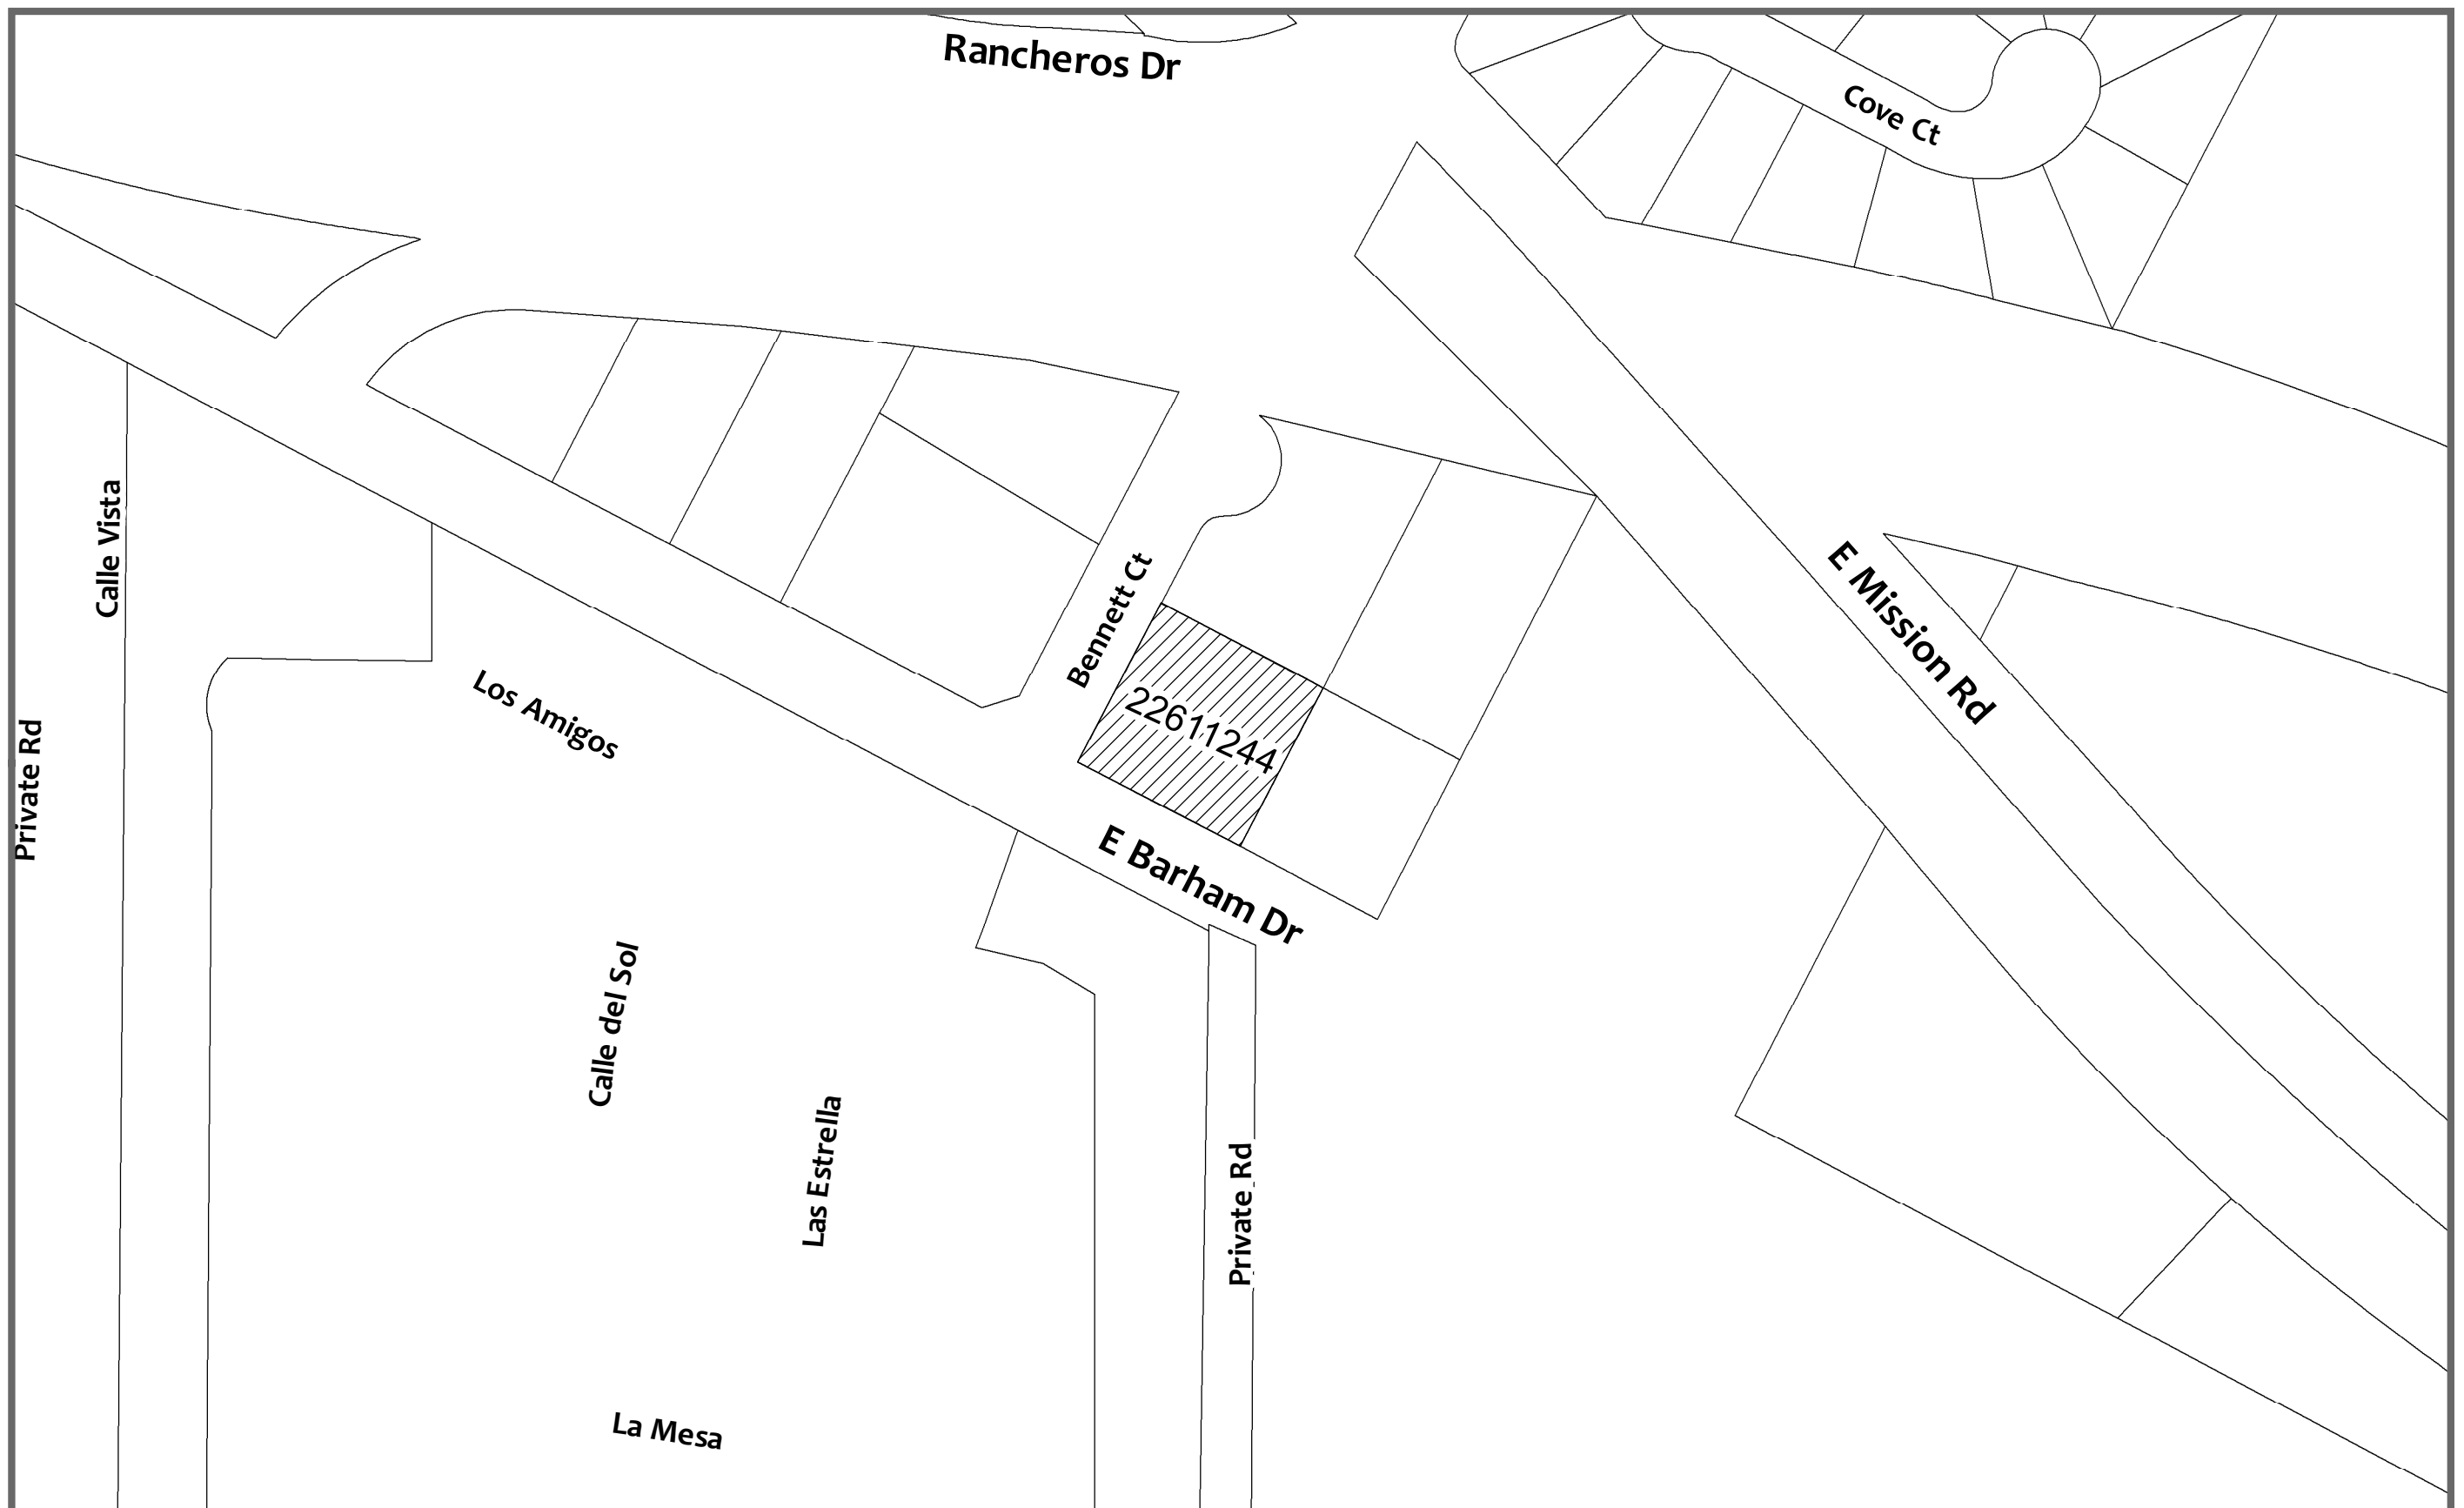 Rancheros Dr
Cove Ct
Calle Vista
Bennett Ct
E Mission Rd
Los Amigos
22611244
Private Rd
E Barham Dr
Calle del Sol
Las Estrella
Private Rd
La Mesa